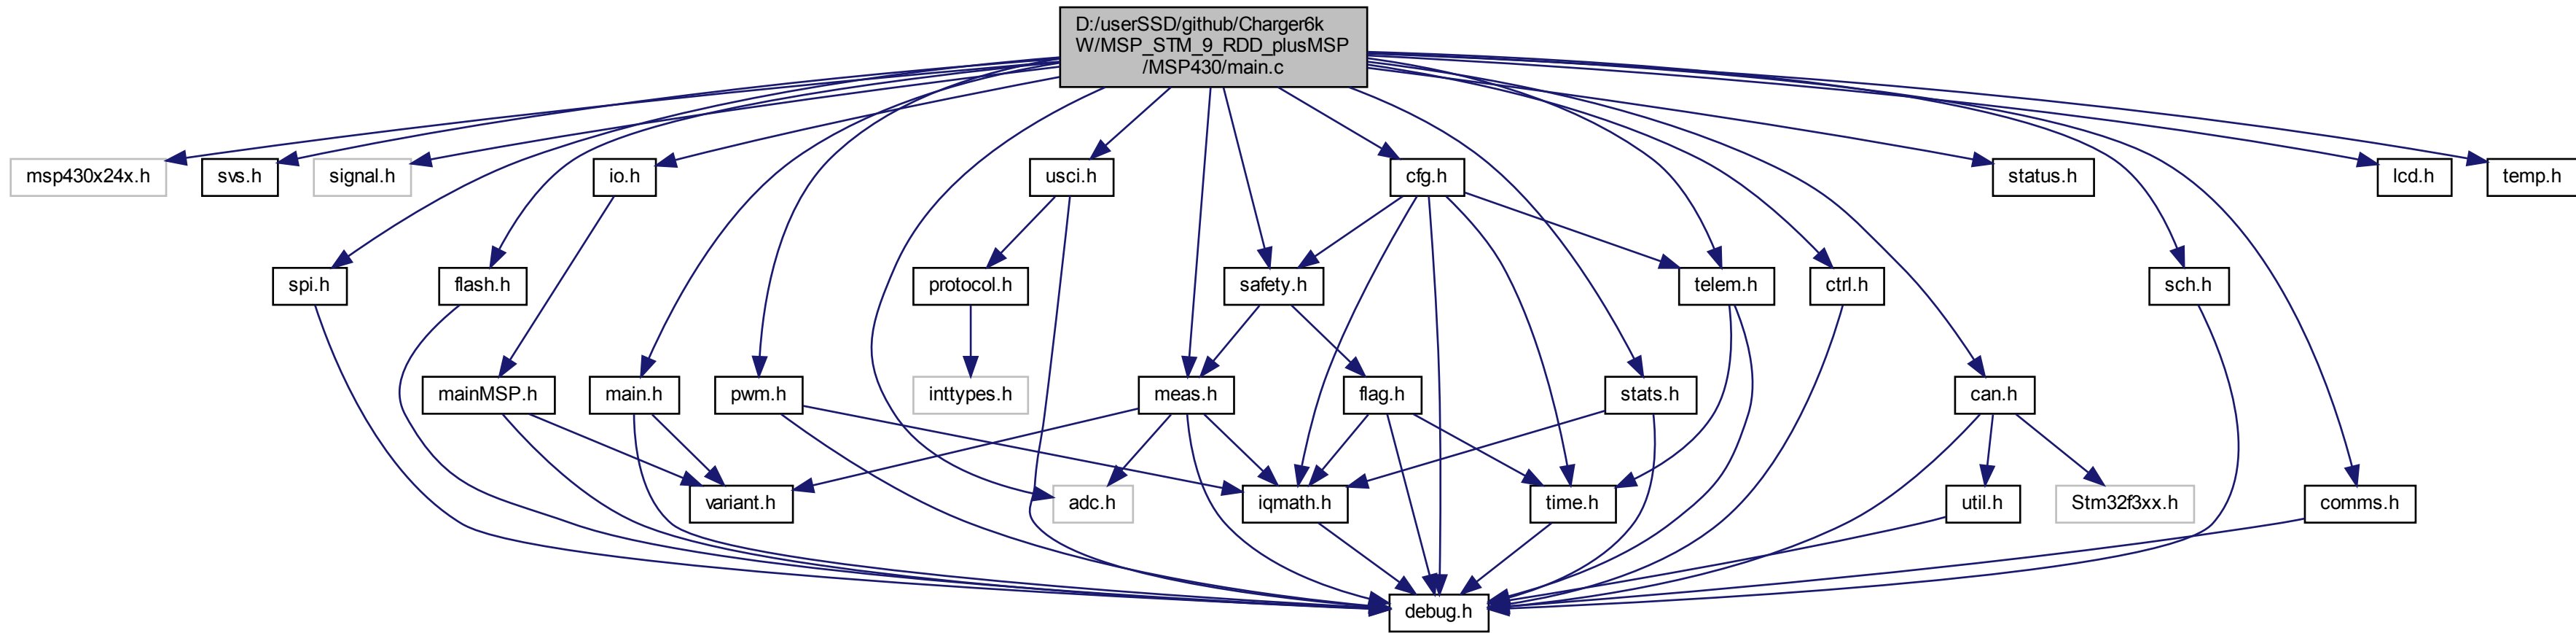 D:/userSSD/github/Charger6k
W/MSP_STM_9_RDD_plusMSP
/MSP430/main.c
msp430x24x.h
svs.h
signal.h
io.h
usci.h
cfg.h
status.h
lcd.h
temp.h
spi.h
flash.h
protocol.h
safety.h
telem.h
ctrl.h
sch.h
mainMSP.h
main.h
pwm.h
inttypes.h
meas.h
flag.h
stats.h
can.h
variant.h
adc.h
iqmath.h
time.h
util.h
Stm32f3xx.h
comms.h
debug.h